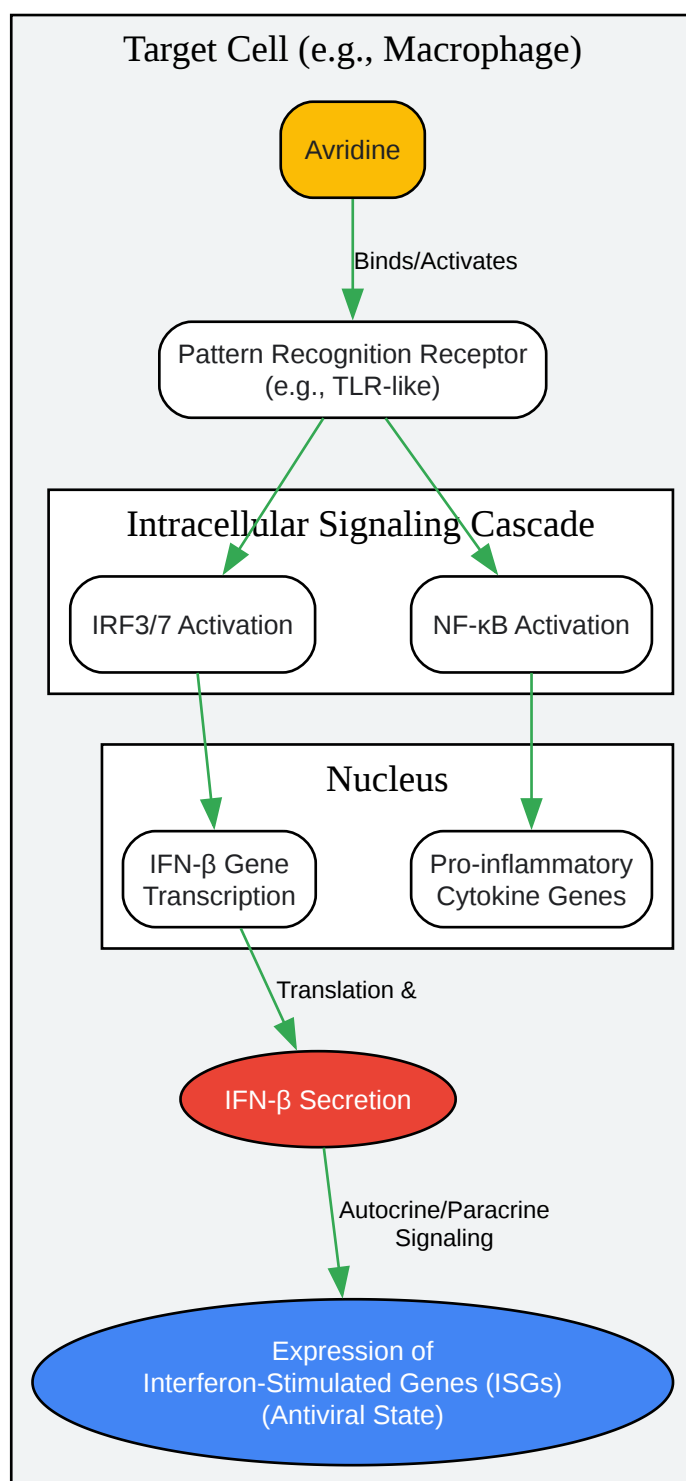 Target Cell (e.g., Macrophage)
Avridine
Binds/Activates
Pattern Recognition Receptor
(e.g., TLR-like)
Intracellular Signaling Cascade
IRF3/7 Activation
NF-κB Activation
Nucleus
IFN-β Gene
Transcription
Pro-inflammatory
Cytokine Genes
Translation &
IFN-β Secretion
Autocrine/Paracrine
Signaling
Expression of
Interferon-Stimulated Genes (ISGs)
(Antiviral State)